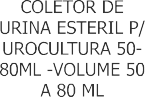 COLETOR DE
URINA ESTERIL P/
UROCULTURA 50-
80ML -VOLUME 50
A 80 ML